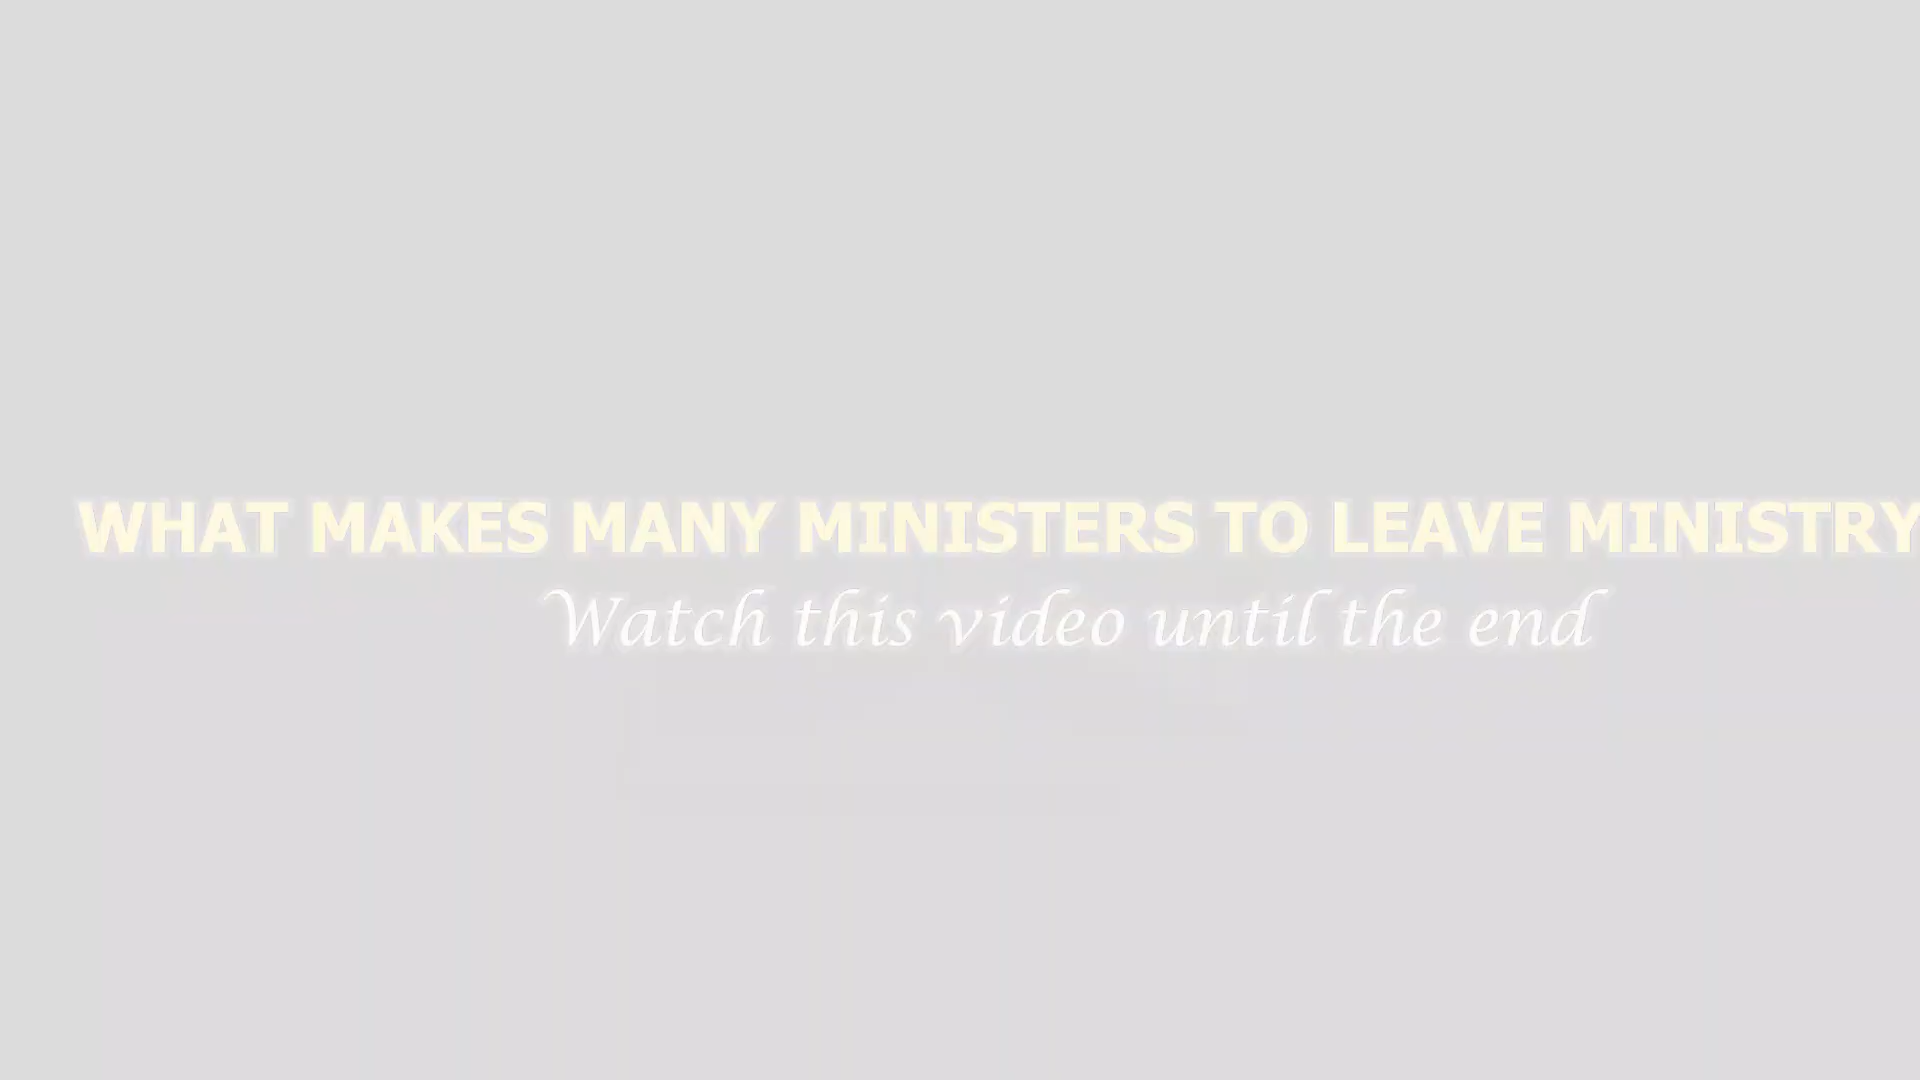 WHAT MAKES MANY MINISTERS TO LEAVE MINISTRY
Watch this video until the end